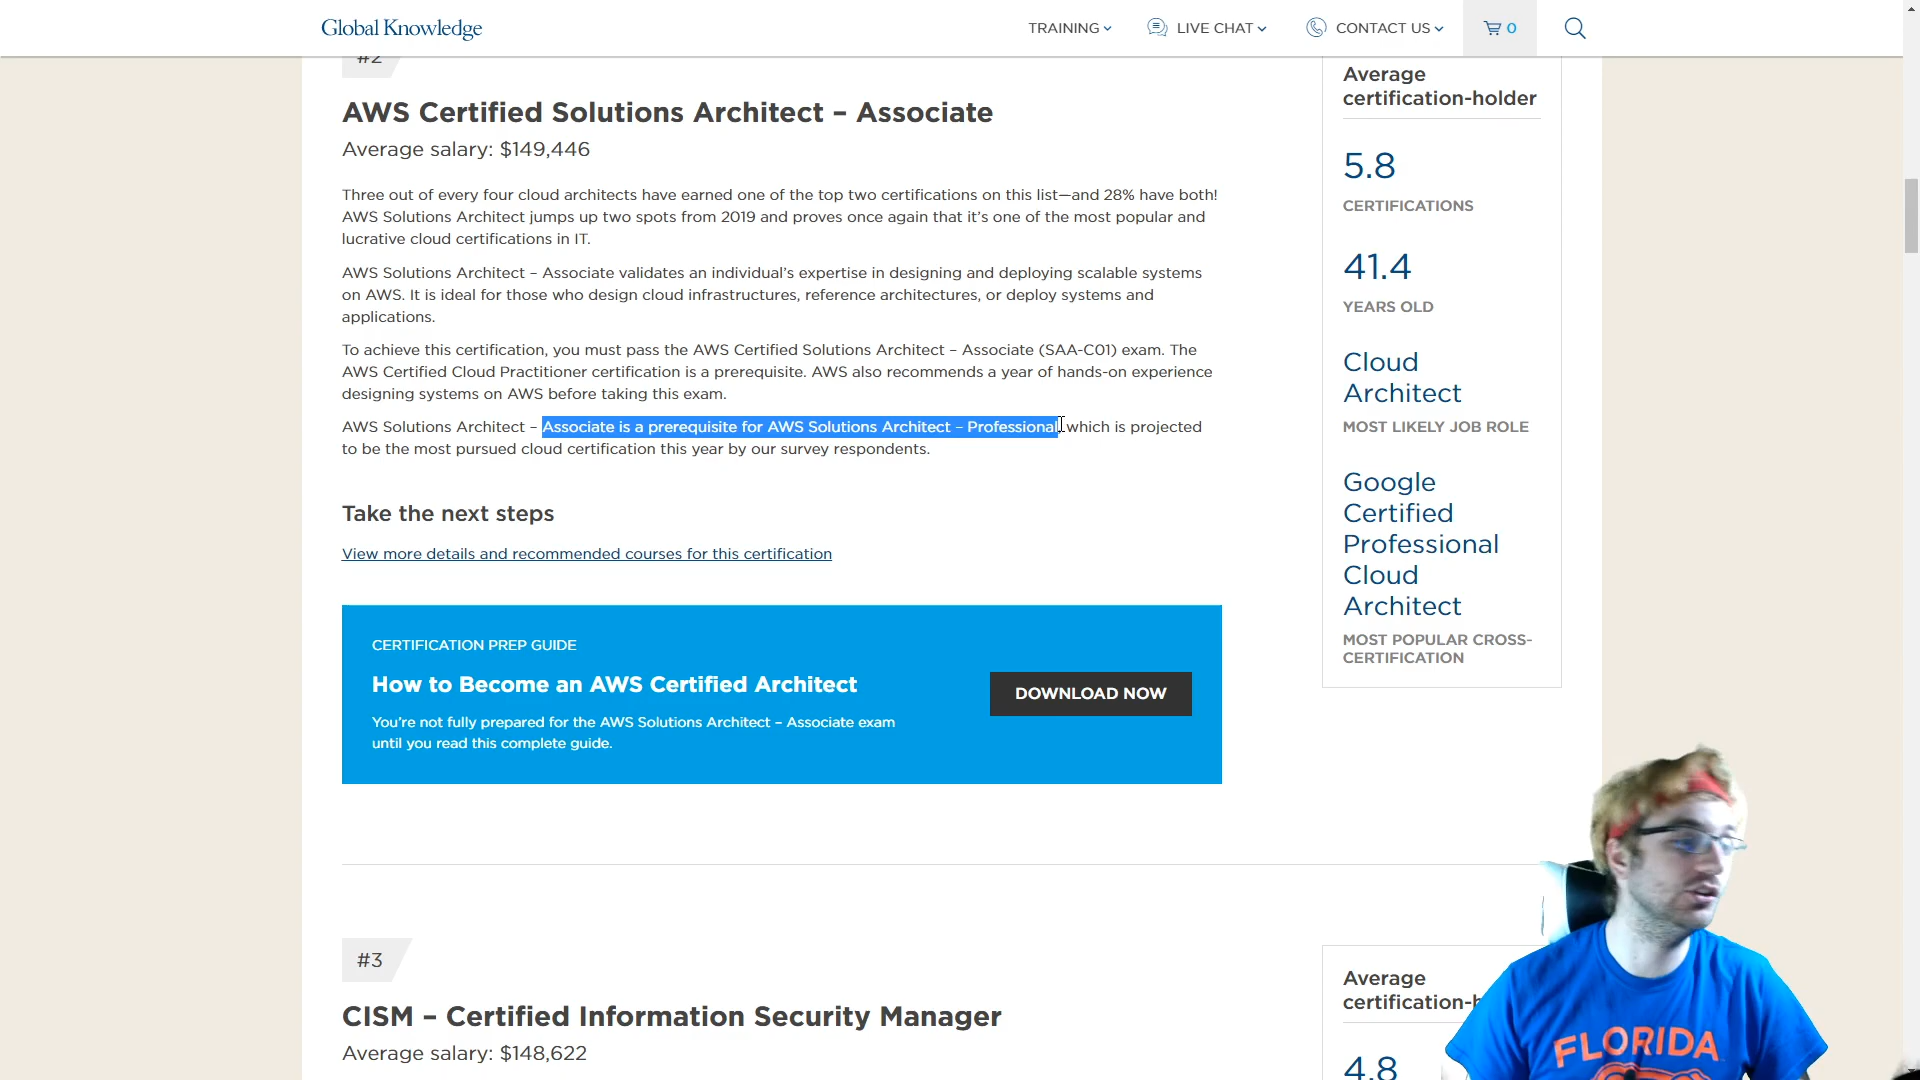 Global Knowledge
TRAINING
LIVE CHAT
CONTACT US
0
#2
AWS Certified Solutions Architect – Associate
Average salary: $149,446
Three out of every four cloud architects have earned one of the top two certifications on this list—and 28% have both!
AWS Solutions Architect jumps up two spots from 2019 and proves once again that it's one of the most popular and
lucrative cloud certifications in IT.
AWS Solutions Architect – Associate validates an individual's expertise in designing and deploying scalable systems
on AWS. It is ideal for those who design cloud infrastructures, reference architectures, or deploy systems and
applications.
To achieve this certification, you must pass the AWS Certified Solutions Architect – Associate (SAA-C01) exam. The
AWS Certified Cloud Practitioner certification is a prerequisite. AWS also recommends a year of hands-on experience
designing systems on AWS before taking this exam.
AWS Solutions Architect – Associate is a prerequisite for AWS Solutions Architect – Professional, which is projected
to be the most pursued cloud certification this year by our survey respondents.
Take the next steps
View more details and recommended courses for this certification
CERTIFICATION PREP GUIDE
How to Become an AWS Certified Architect
You're not fully prepared for the AWS Solutions Architect – Associate exam
until you read this complete guide.
DOWNLOAD NOW
Average
certification-holder
5.8
CERTIFICATIONS
41.4
YEARS OLD
Cloud
Architect
MOST LIKELY JOB ROLE
Google
Certified
Professional
Cloud
Architect
MOST POPULAR CROSS-
CERTIFICATION
#3
CISM – Certified Information Security Manager
Average salary: $148,622
Average
certification-h
4.8
FLORIDA